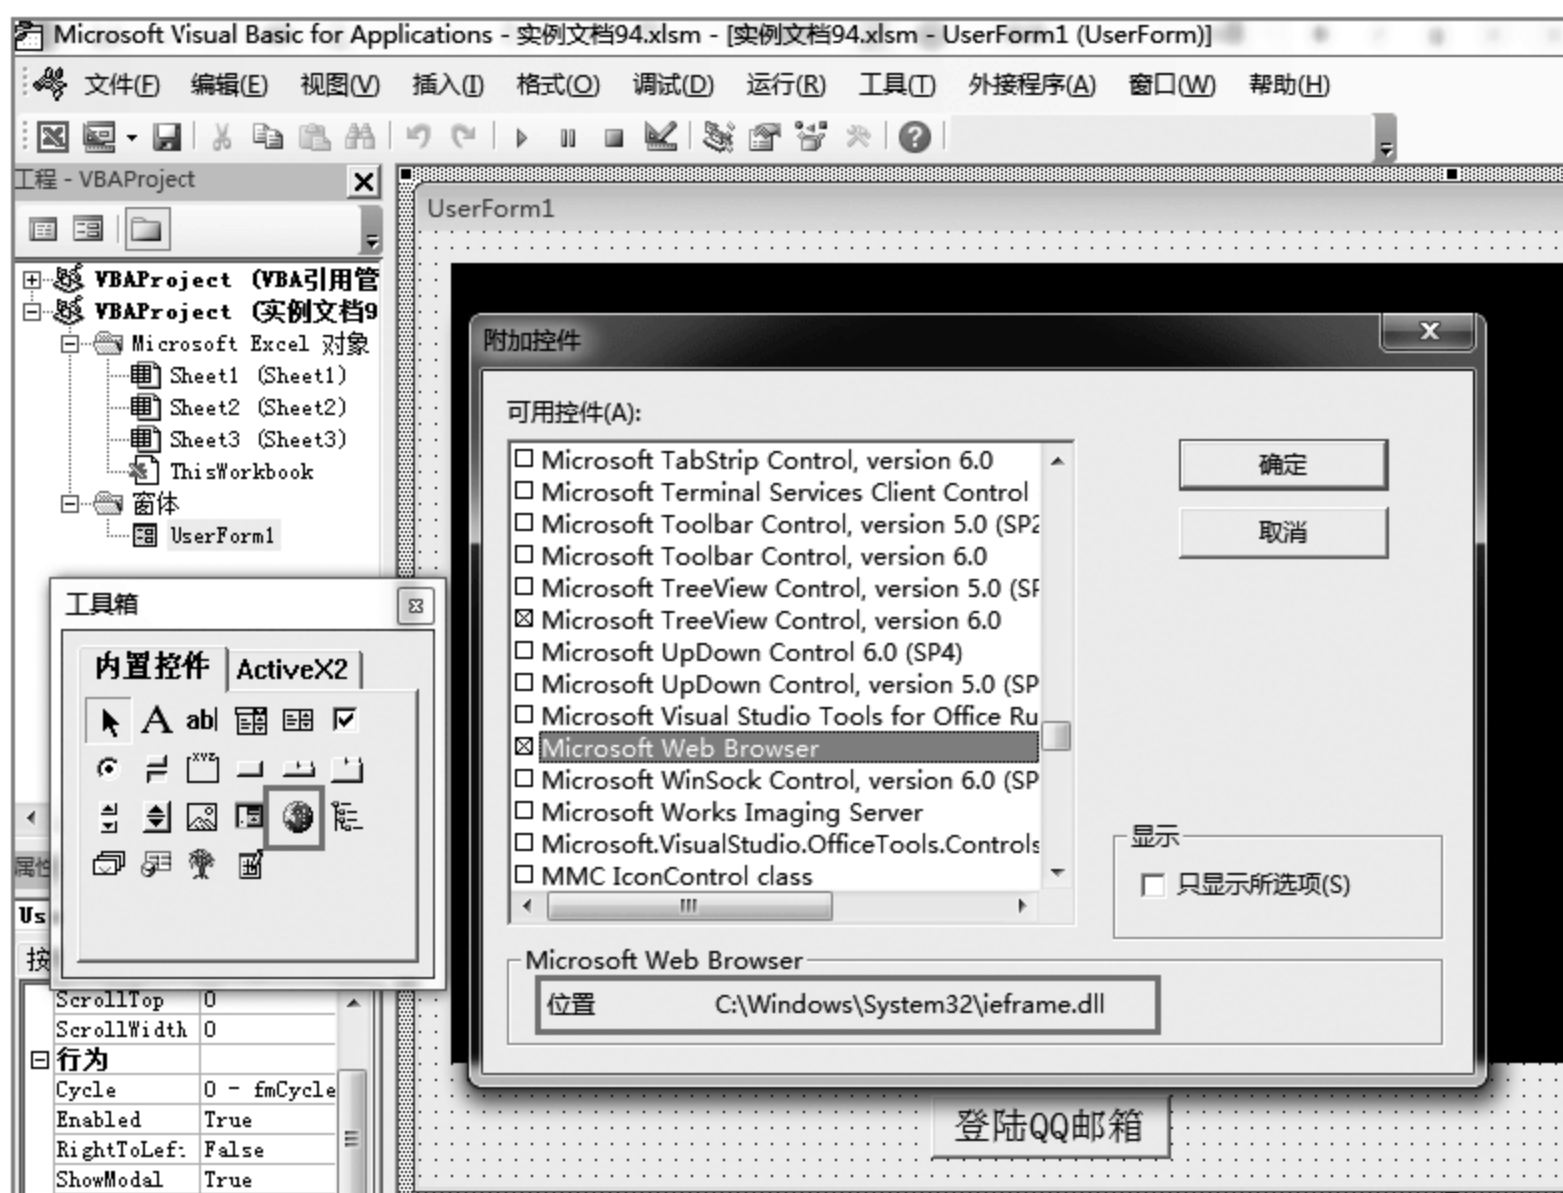 Microsoft Visual Basic for Applications - 实例文档94.xlsm - [实例文档94.xlsm - UserForm1 (UserForm)]
文件(F) 编辑(E) 视图(V) 插入(I) 格式(O) 调试(D) 运行(R) 工具(T) 外接程序(A) 窗口(W) 帮助(H)
工程 - VBAProject
VBAProject (VBA引用管
VBAProject (实例文档9
Microsoft Excel 对象
Sheet1 (Sheet1)
Sheet2 (Sheet2)
Sheet3 (Sheet3)
ThisWorkbook
窗体
UserForm1
工具箱
内置控件 ActiveX2
A ab|
xyz
属性
Us
按
ScrollTop 0
ScrollWidth 0
行为
Cycle 0 - fmCycle
Enabled True
RightToLef: False
ShowModal True
UserForm1
附加控件
可用控件(A):
Microsoft TabStrip Control, version 6.0
Microsoft Terminal Services Client Control
Microsoft Toolbar Control, version 5.0 (SP2
Microsoft Toolbar Control, version 6.0
Microsoft TreeView Control, version 5.0 (SP
Microsoft TreeView Control, version 6.0
Microsoft UpDown Control 6.0 (SP4)
Microsoft UpDown Control, version 5.0 (SP
Microsoft Visual Studio Tools for Office Ru
Microsoft Web Browser
Microsoft WinSock Control, version 6.0 (SP
Microsoft Works Imaging Server
Microsoft.VisualStudio.OfficeTools.Controls
MMC IconControl class
确定
取消
显示
只显示所选项(S)
Microsoft Web Browser
位置 C:\Windows\System32\ieframe.dll
登陆QQ邮箱